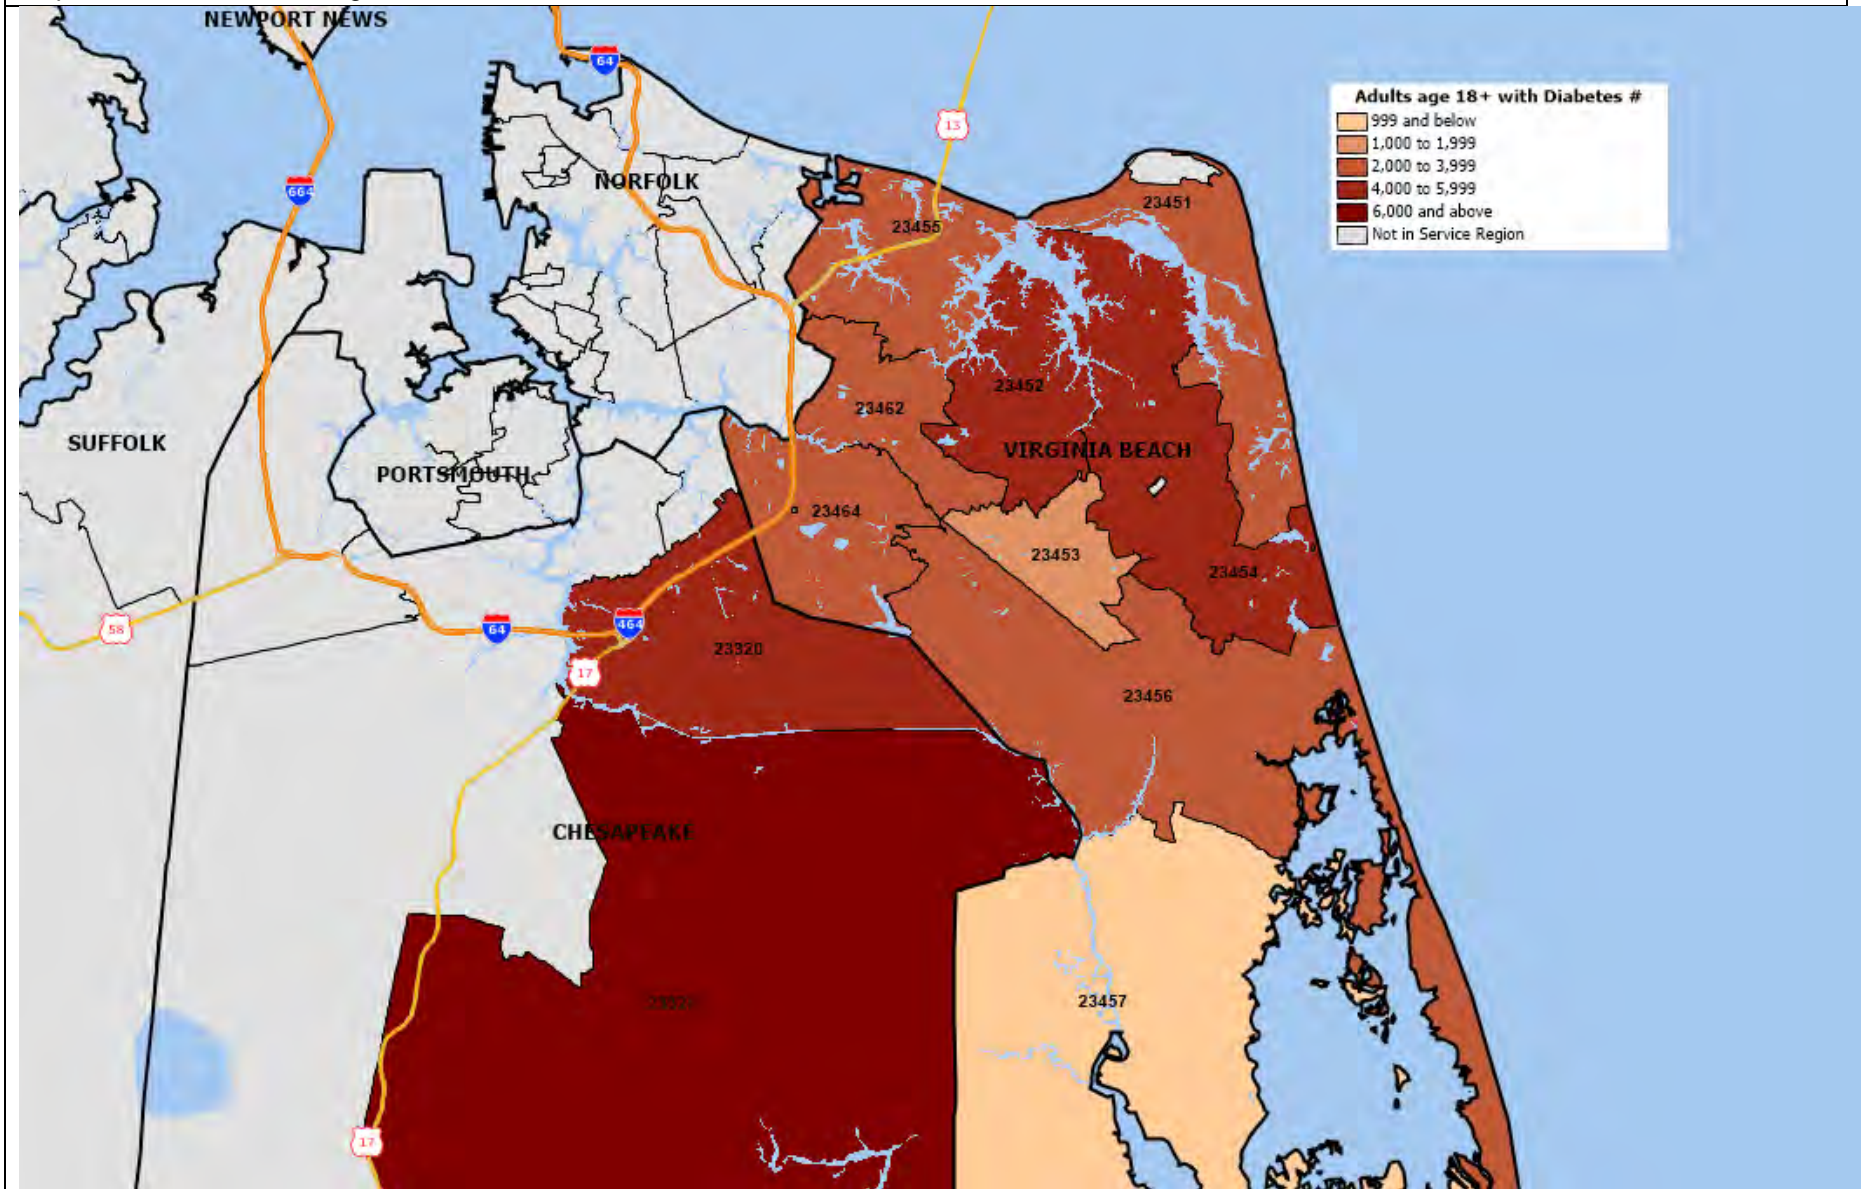 NEWPORT NEWS
64
13
Adults age 18+ with Diabetes #
999 and below
1,000 to 1,999
2,000 to 3,999
4,000 to 5,999
6,000 and above
Not in Service Region
664
NORFOLK
23451
23455
23452
23462
SUFFOLK
VIRGINIA BEACH
PORTSMOUTH
23464
23453
23454
58
64
464
23320
17
23456
CHESAPEAKE
23457
17